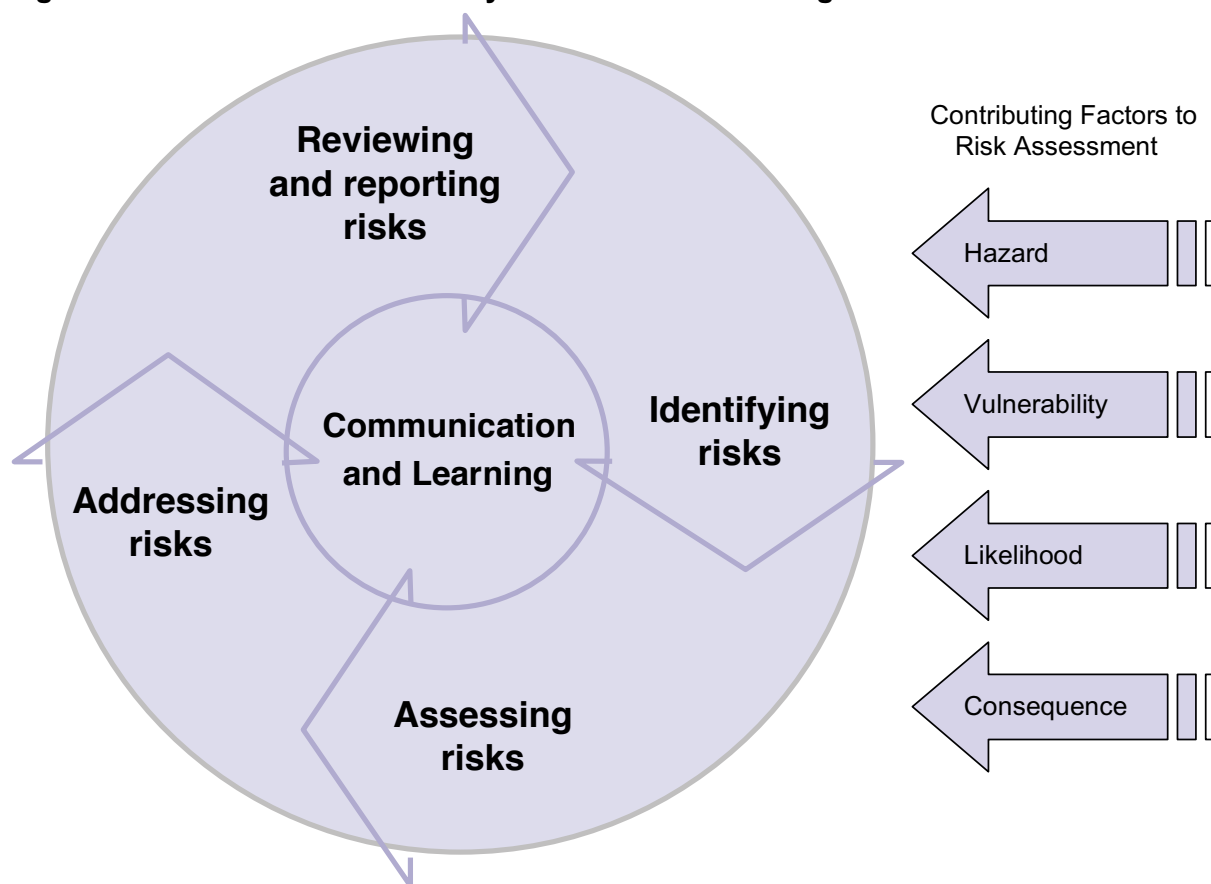 Reviewing
and reporting
risks
Identifying
risks
Communication
and Learning
Addressing
risks
Assessing
risks
Contributing Factors to
Risk Assessment
Hazard
Vulnerability
Likelihood
Consequence